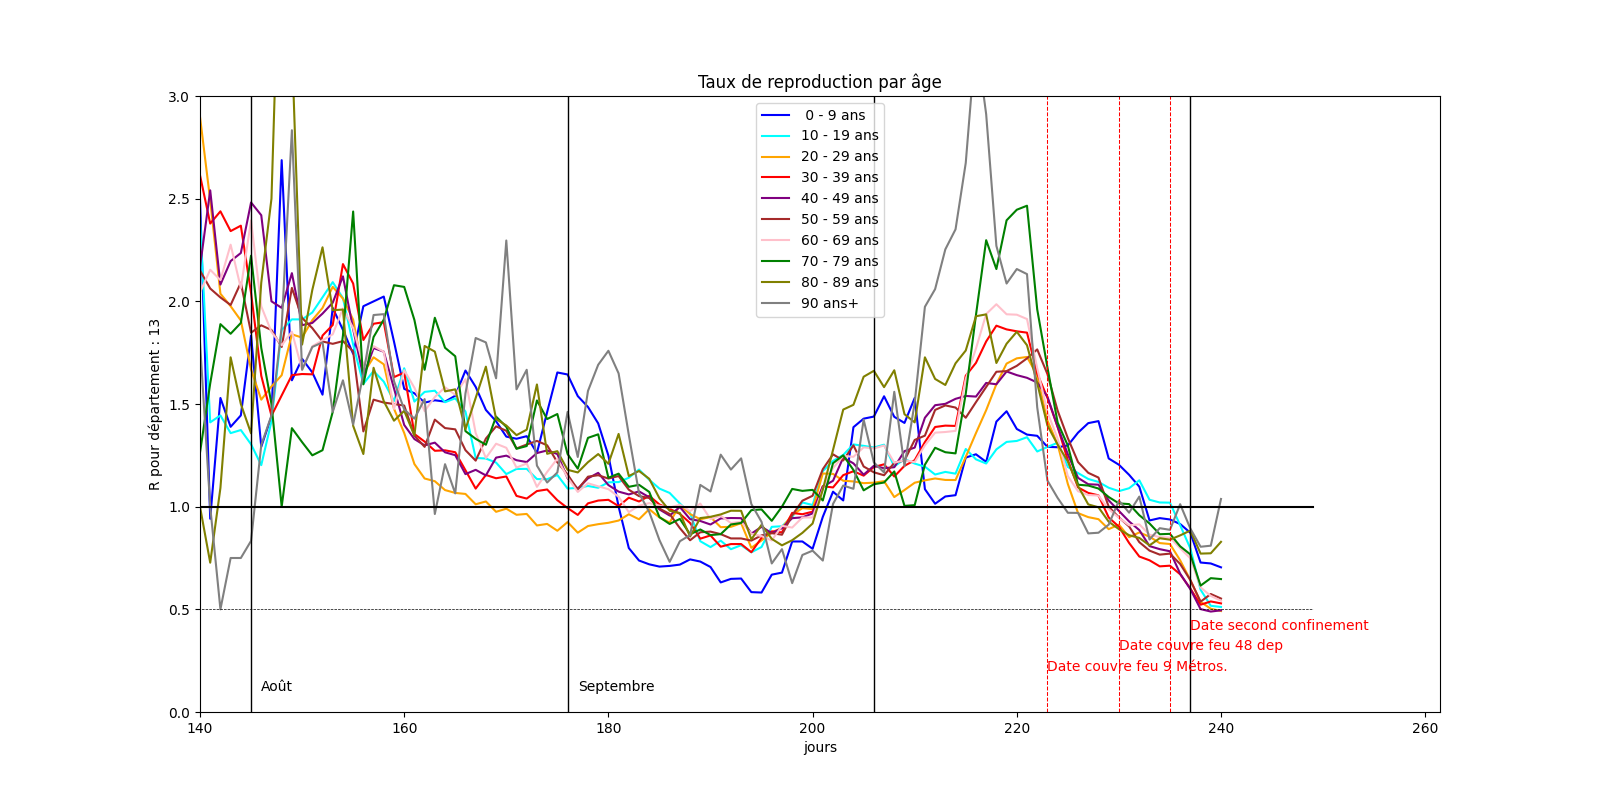 Taux de reproduction par âge
3.0
2.5
2.0
1.5
1.0
0.5
0.0
R pour département : 13
0 - 9 ans
10 - 19 ans
20 - 29 ans
30 - 39 ans
40 - 49 ans
50 - 59 ans
60 - 69 ans
70 - 79 ans
80 - 89 ans
90 ans+
Date second confinement
Date couvre feu 48 dep
Date couvre feu 9 Métros.
Août
Septembre
140
160
180
200
220
240
260
jours